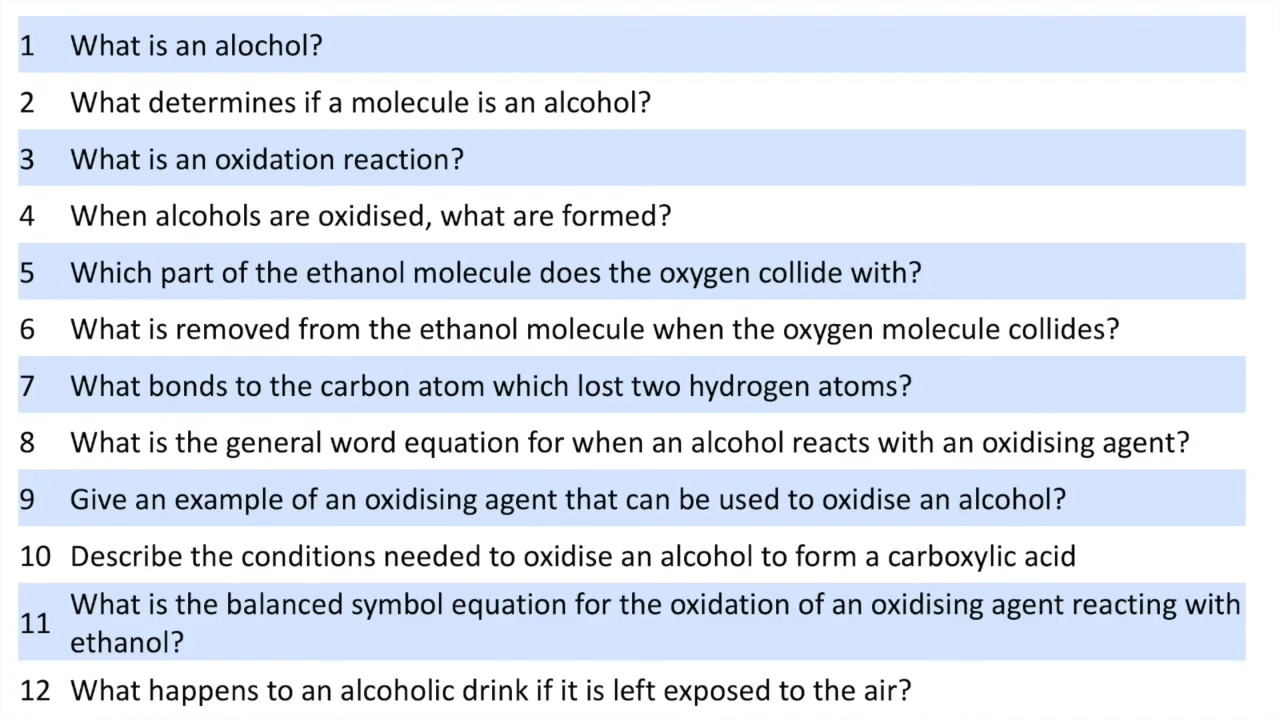 1 What is an alochol?
2 What determines if a molecule is an alcohol?
3 What is an oxidation reaction?
4 When alcohols are oxidised, what are formed?
5 Which part of the ethanol molecule does the oxygen collide with?
6 What is removed from the ethanol molecule when the oxygen molecule collides?
7 What bonds to the carbon atom which lost two hydrogen atoms?
8 What is the general word equation for when an alcohol reacts with an oxidising agent?
9 Give an example of an oxidising agent that can be used to oxidise an alcohol?
10 Describe the conditions needed to oxidise an alcohol to form a carboxylic acid
11 What is the balanced symbol equation for the oxidation of an oxidising agent reacting with
ethanol?
12 What happens to an alcoholic drink if it is left exposed to the air?